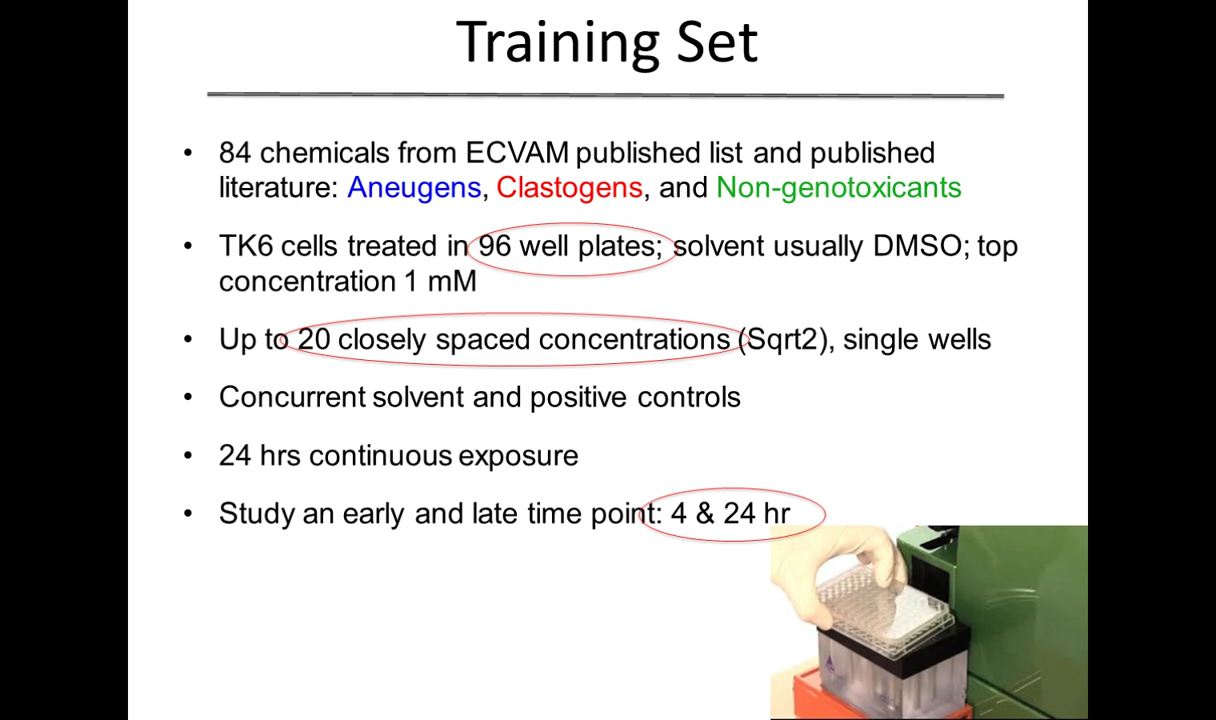 Training Set
• 84 chemicals from ECVAM published list and published
literature: Aneugens, Clastogens, and Non-genotoxicants
• TK6 cells treated in 96 well plates; solvent usually DMSO; top
concentration 1 mM
• Up to 20 closely spaced concentrations (Sqrt2), single wells
• Concurrent solvent and positive controls
• 24 hrs continuous exposure
• Study an early and late time point: 4 & 24 hr